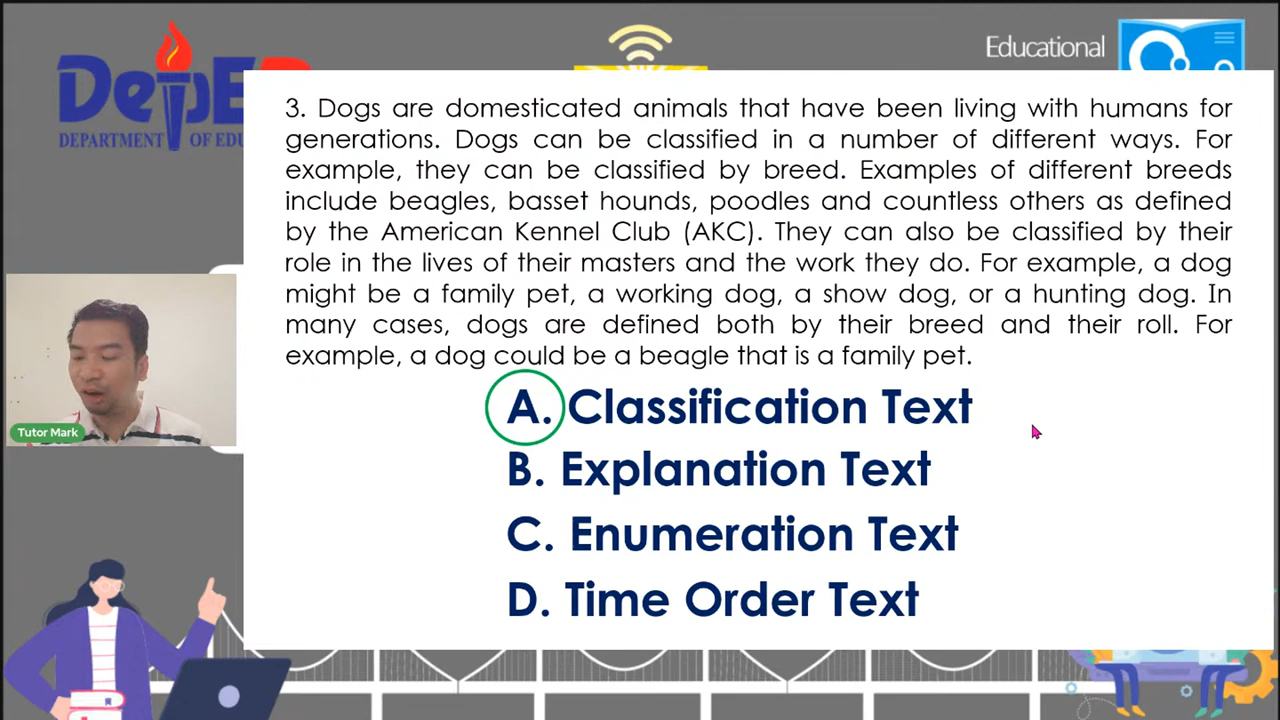 DepED
DEPARTMENT OF EDU
Educational
3. Dogs are domesticated animals that have been living with humans for
generations. Dogs can be classified in a number of different ways. For
example, they can be classified by breed. Examples of different breeds
include beagles, basset hounds, poodles and countless others as defined
by the American Kennel Club (AKC). They can also be classified by their
role in the lives of their masters and the work they do. For example, a dog
might be a family pet, a working dog, a show dog, or a hunting dog. In
many cases, dogs are defined both by their breed and their roll. For
example, a dog could be a beagle that is a family pet.
A. Classification Text
B. Explanation Text
C. Enumeration Text
D. Time Order Text
Tutor Mark